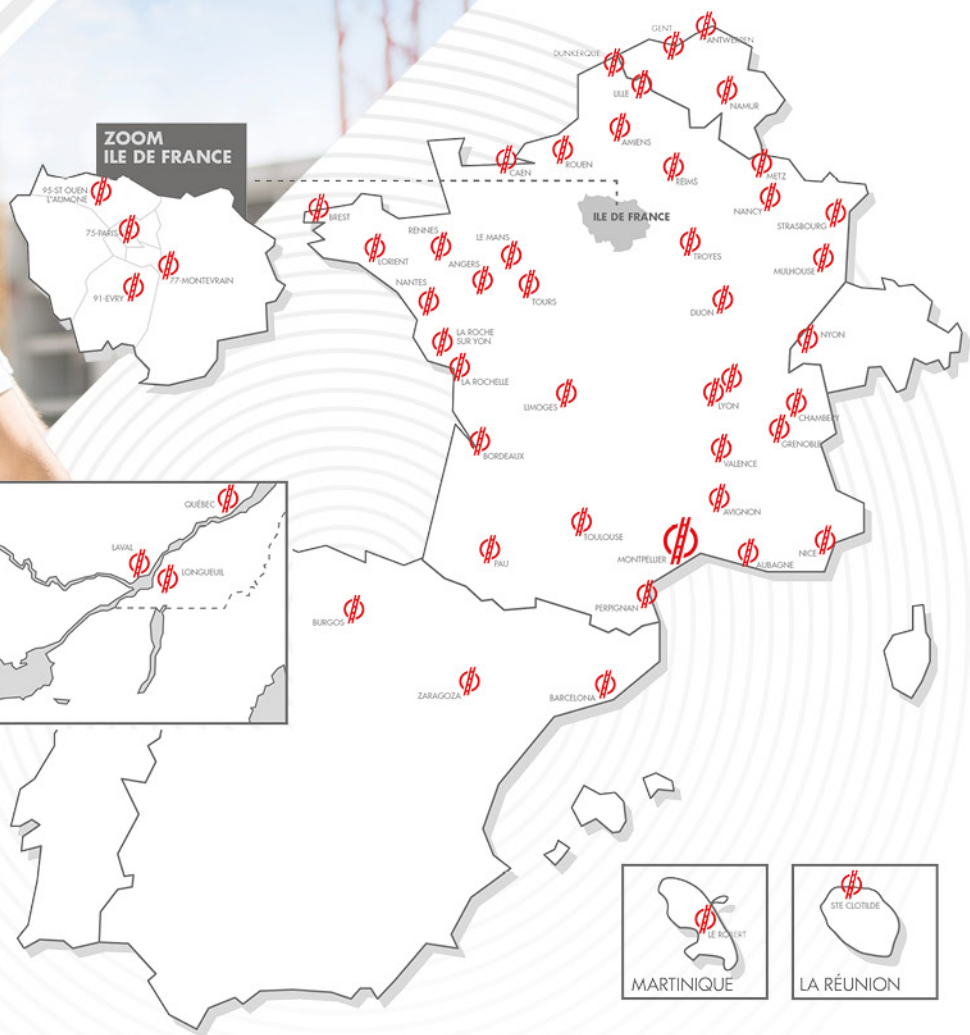 ZOOM
ILE DE FRANCE
95-ST OUEN
L'AUMONE
75-PARIS
77-MONTEVRAIN
91-EVRY
GENT
ANTWERPEN
DUNKERQUE
LILLE
NAMUR
AMIENS
ROUEN
CAEN
REIMS
METZ
NANCY
STRASBOURG
BREST
ILE DE FRANCE
RENNES
LE MANS
LORIENT
ANGERS
TROYES
MULHOUSE
NANTES
TOURS
DIJON
LA ROCHE
SUR YON
NYON
LA ROCHELLE
LIMOGES
LYON
CHAMBERY
GRENOBLE
BORDEAUX
VALENCE
AVIGNON
TOULOUSE
MONTPELLIER
NICE
PAU
AUBAGNE
PERPIGNAN
QUÉBEC
LAVAL
LONGUEUIL
BURGOS
ZARAGOZA
BARCELONA
LE ROBERT
MARTINIQUE
STE CLOTILDE
LA RÉUNION